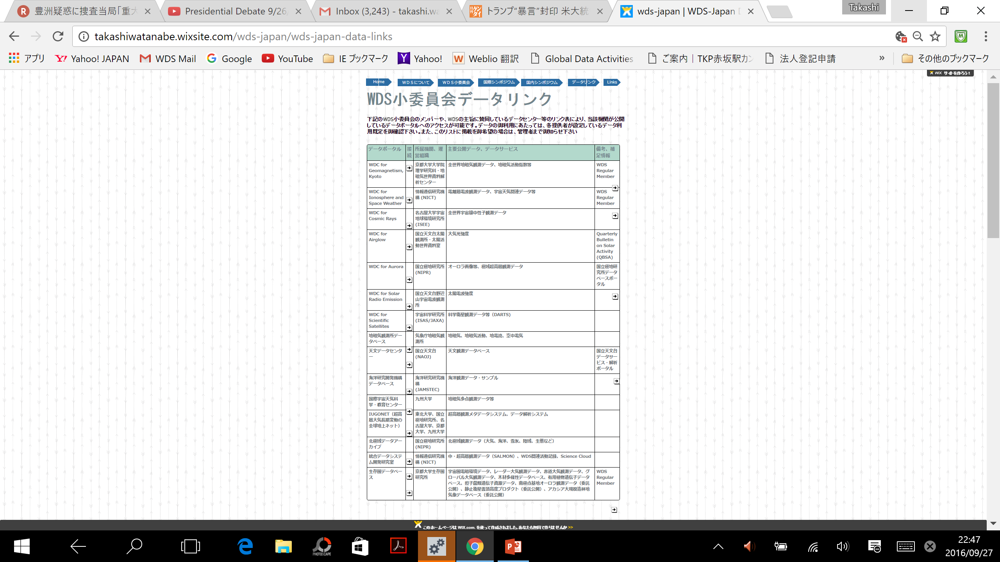 豊洲疑惑に捜査当局「重大
Presidential Debate 9/26/
Inbox (3,243) - takashi.wa
トランプ“暴言”封印 米大統
wds-japan | WDS-Japan D
Takashi
takashiwatanabe.wixsite.com/wds-japan/wds-japan-data-links
アプリ Yahoo! JAPAN WDS Mail Google YouTube IE ブックマーク Yahoo! Weblio 翻訳 Global Data Activities ご案内｜TKP赤坂駅カン 法人登記申請 » その他のブックマーク
WiX サイトを作ろう!
Home WDSについて WDS小委員会 国際シンポジウム 国内シンポジウム データリンク Links
WDS小委員会データリンク
下記のWDS小委員会のメンバーや、WDSの主旨に賛同しているデータセンター等のリンク表により、当該機関が公開
しているデータポータルへのアクセスが可能です。データの御利用にあたっては、各提供者が設定しているデータ利
用既定を御確認下さい。また、このリストに掲載を御希望の場合は、管理者まで御知らせ下さい
データポータル 接続 所属機関、運営組織 主要公開データ、データサービス 備考、補足情報
WDC for Geomagnetism, Kyoto 京都大学大学院理学研究科・地磁気世界資料解析センター 全世界地磁気観測データ、地磁気活動指数等 WDS Regular Member
WDC for Ionosphere and Space Weather 情報通信研究機構 (NICT) 電離層電波観測データ、宇宙天気関連データ等 WDS Regular Member
WDC for Cosmic Rays 名古屋大学宇宙地球環境研究所 (ISEE) 全世界宇宙線中性子観測データ
WDC for Airglow 国立天文台太陽観測所・太陽活動世界資料室 大気光強度 Quarterly Bulletin on Solar Activity (QBSA)
WDC for Aurora 国立極地研究所 (NIPR) オーロラ画像等、極域超高層観測データ 国立極地研究所データベースポータル
WDC for Solar Radio Emission 国立天文台野辺山宇宙電波観測所 太陽電波強度
WDC for Scientific Satellites 宇宙科学研究所 (ISAS/JAXA) 科学衛星観測データ等（DARTS）
地磁気観測所データベース 気象庁地磁気観測所 地磁気、地磁気活動、地電流、空中電気
天文データセンター 国立天文台 (NAOJ) 天文観測データベース 国立天文台データサービス・解析ポータル
海洋研究開発機構データベース 海洋研究研究機構 (JAMSTEC) 海洋観測データ・サンプル
国際宇宙天気科学・教育センター 九州大学 地磁気多点観測データ等
IUGONET（超高層大気長期変動の全球地上ネット） 東北大学、国立極地研究所、名古屋大学、京都大学、九州大学 超高層観測メタデータシステム、データ解析システム
北極域データアーカイブ 国立極地研究所 (NIPR) 北極域観測データ（大気、海洋、雪氷、陸域、生態など）
統合データシステム開発研究室 情報通信研究機構 (NICT) 中・超高層観測データ（SALMON）、WDS関連活動記録、Science Cloud
生存圏データベース 京都大学生存圏研究所 宇宙圏電磁環境データ、レーダー大気観測データ、赤道大気観測データ、グローバル大気観測データ、木材多様性データベース、有用植物遺伝子データベース、担子菌類遺伝子資源データ、南極点基地オーロラ観測データ（委託公開）、静止衛星雲頂高度プロダクト（委託公開）、アカシア大規模造林地気象データベース（委託公開） WDS Regular Member
このホームページは WIX.com. を使って作成されました。あなたも無料で作りませんか >>
PHOTOSCAPE
22:47
2016/09/27